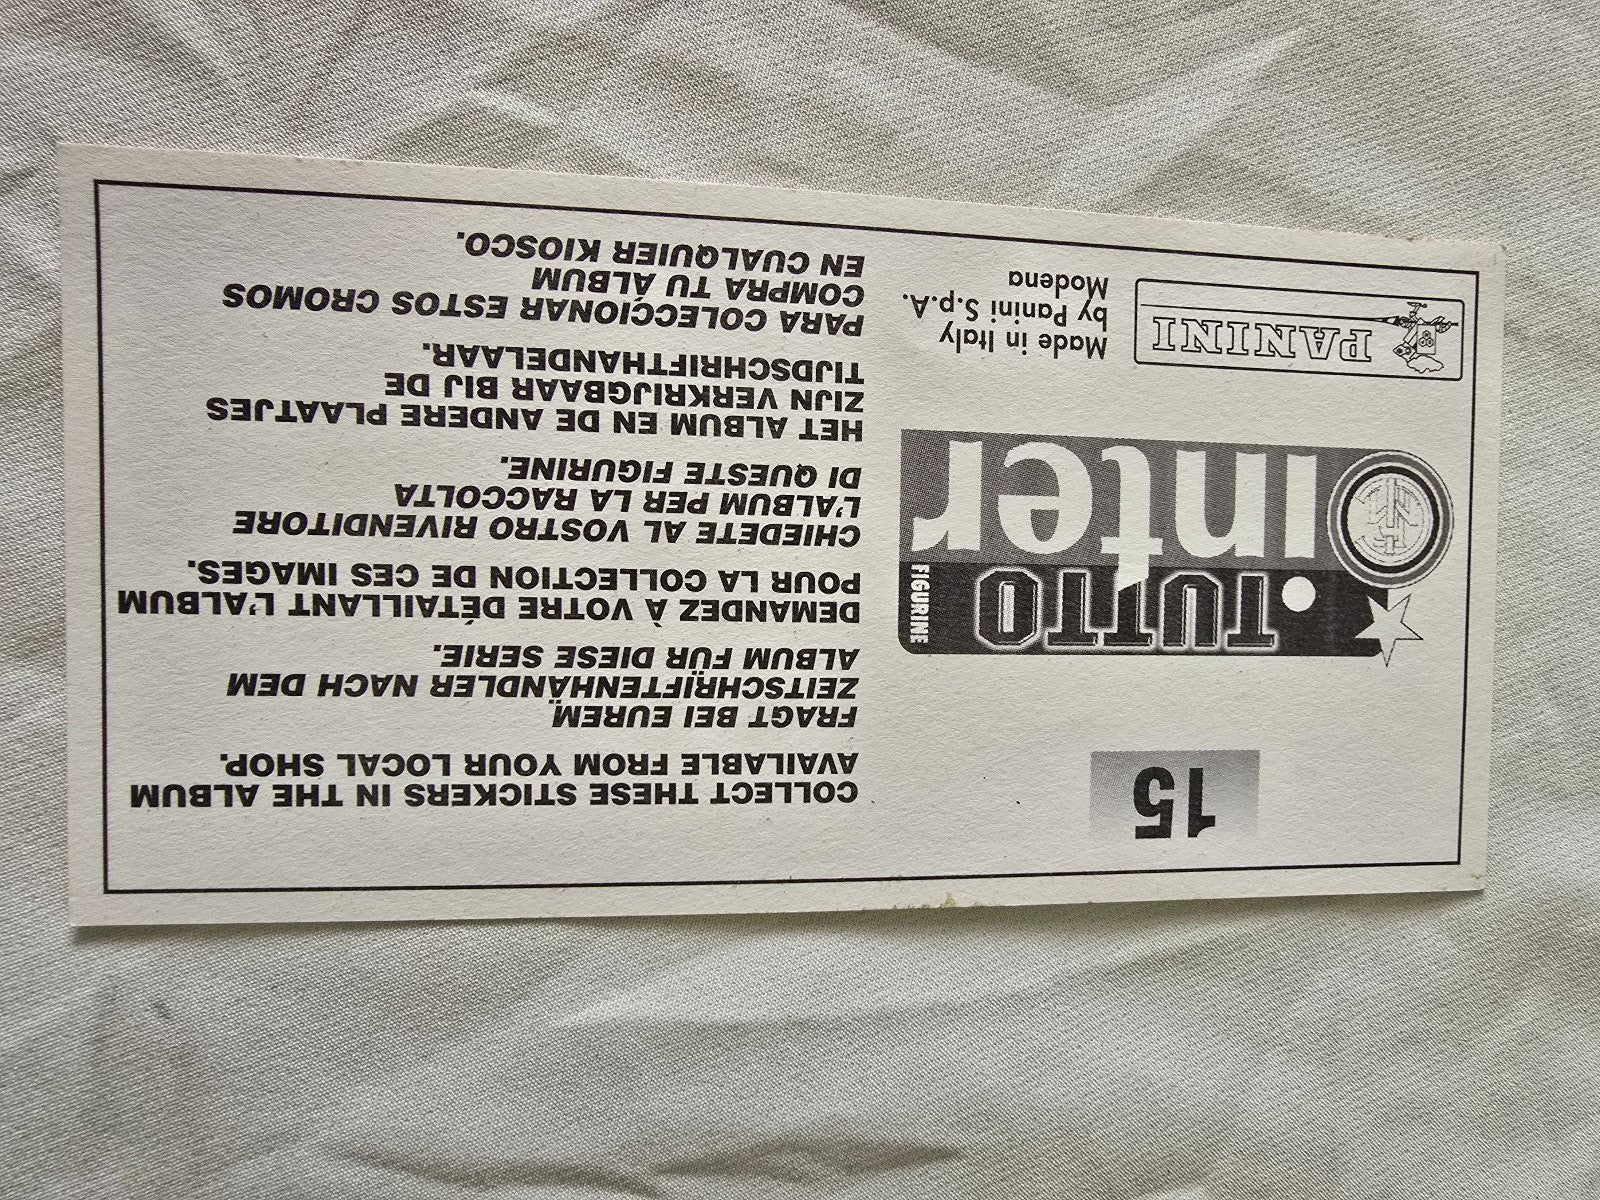 15
TUTTO
Inter
FIGURINE
PANINI
Made in Italy
by Panini S.p.A.
Modena
COLLECT THESE STICKERS IN THE ALBUM
AVAILABLE FROM YOUR LOCAL SHOP.
FRAGT BEI EUREM
ZEITSCHRIFTENHÄNDLER NACH DEM
ALBUM FÜR DIESE SERIE.
DEMANDEZ À VOTRE DÉTAILLANT L'ALBUM
POUR LA COLLECTION DE CES IMAGES.
CHIEDETE AL VOSTRO RIVENDITORE
L'ALBUM PER LA RACCOLTA
DI QUESTE FIGURINE.
HET ALBUM EN DE ANDERE PLAATJES
ZIJN VERKRIJGBAAR BIJ DE
TIJDSCHRIFTHANDELAAR.
PARA COLECCIONAR ESTOS CROMOS
COMPRA TU ÁLBUM
EN CUALQUIER KIOSCO.